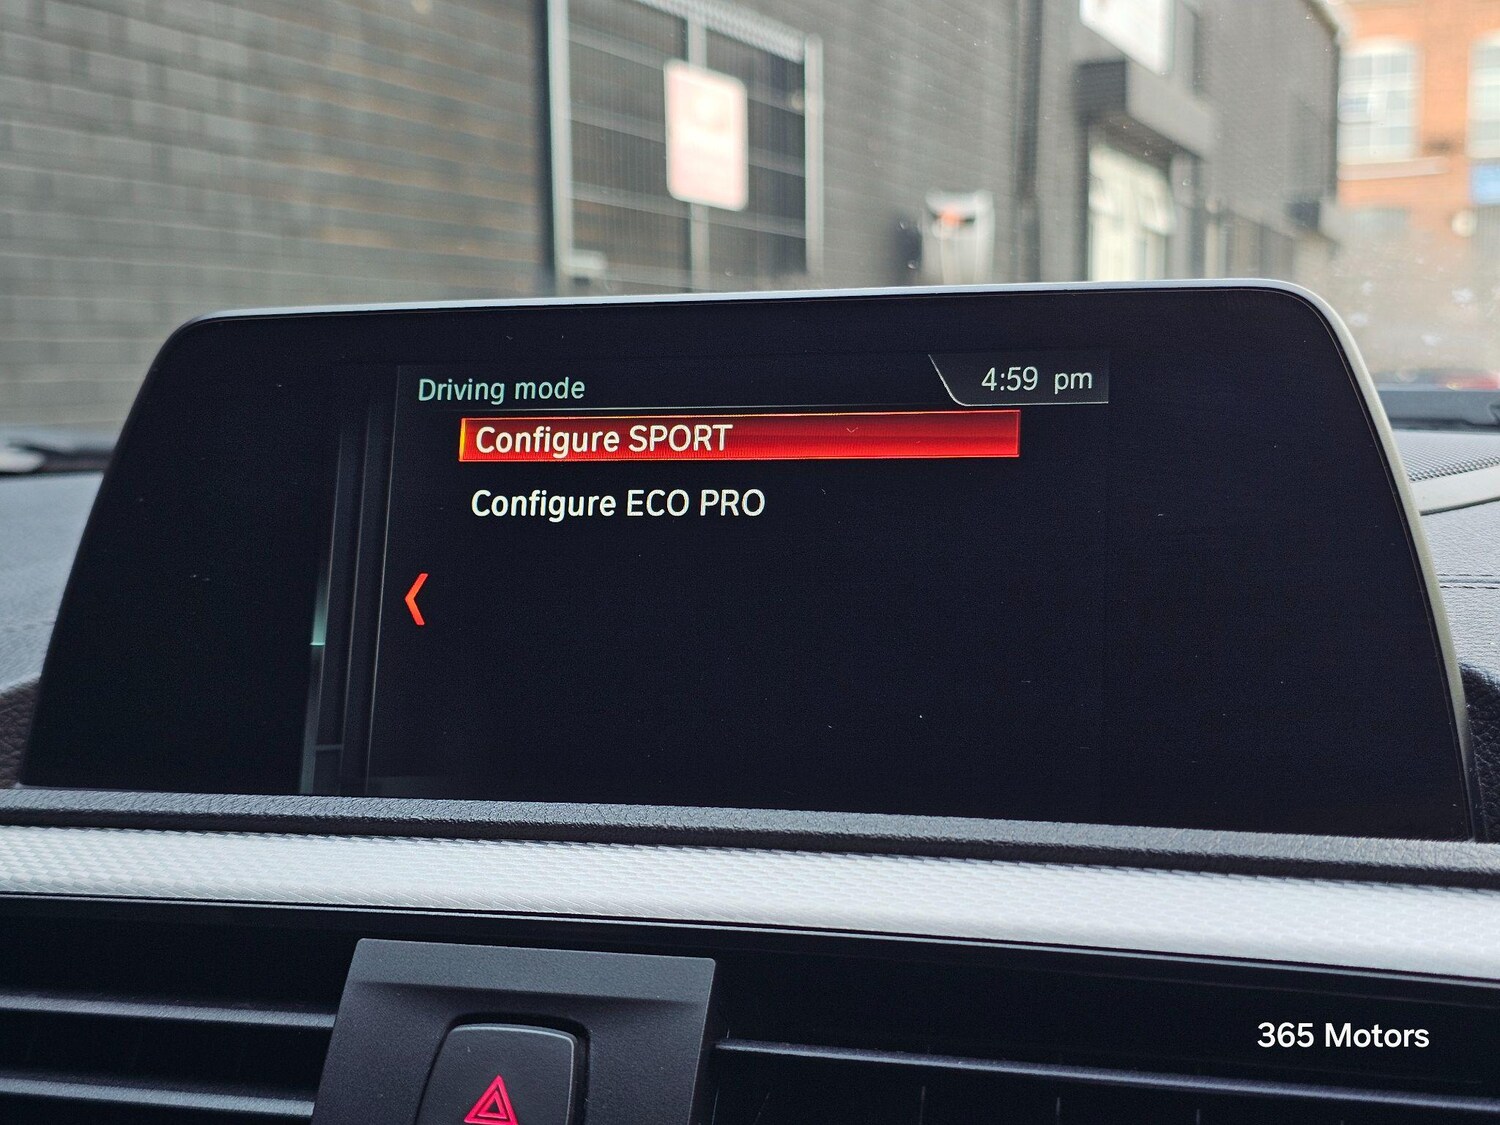 Driving mode
4:59 pm
Configure SPORT
Configure ECO PRO
365 Motors